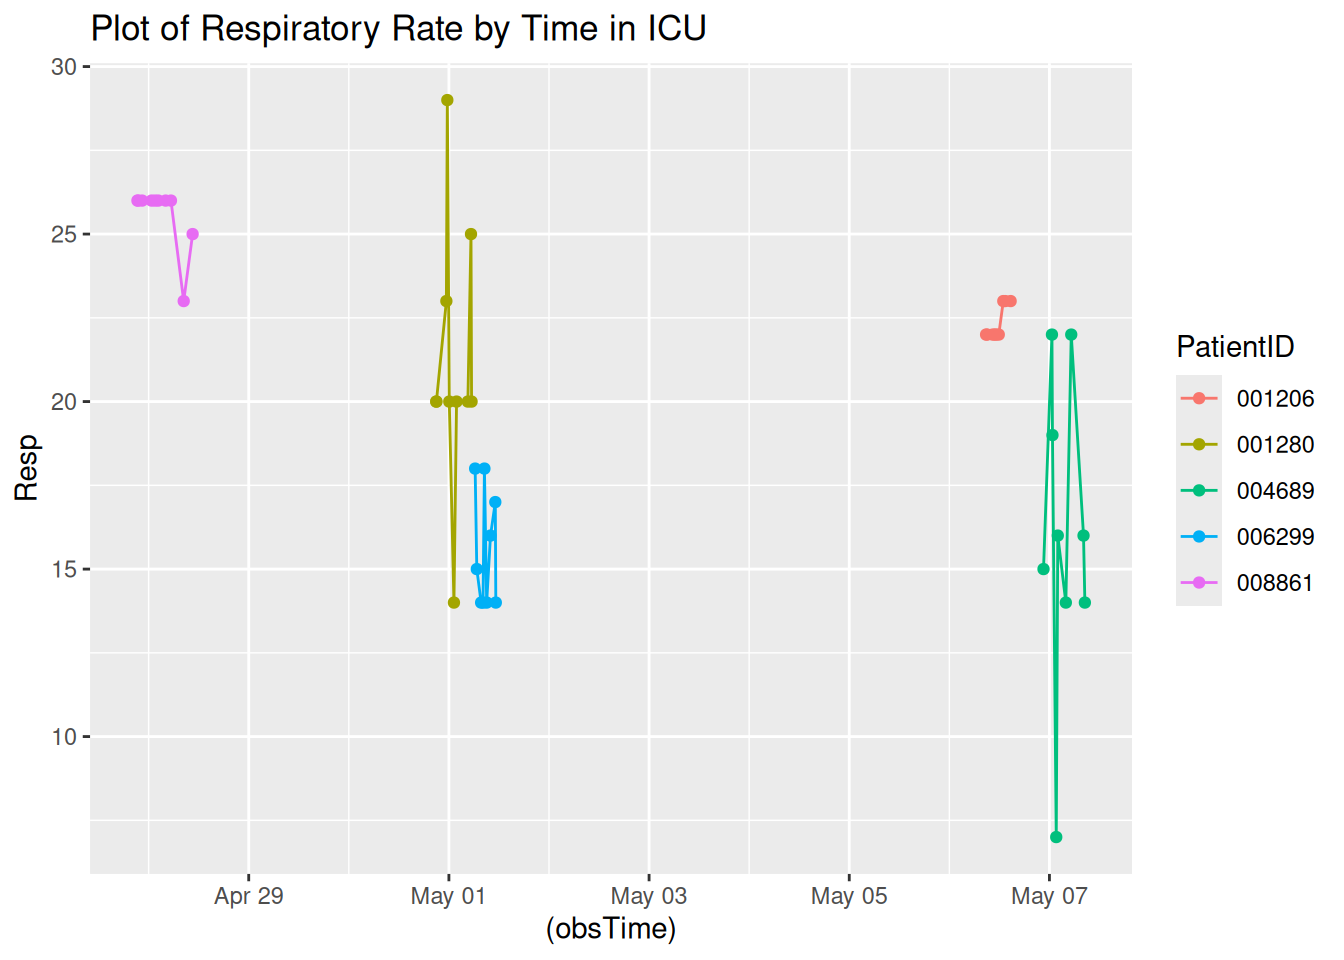 Plot of Respiratory Rate by Time in ICU
30
25
20
15
10
Resp
Apr 29 May 01 May 03 May 05 May 07
(obsTime)
PatientID
001206
001280
004689
006299
008861